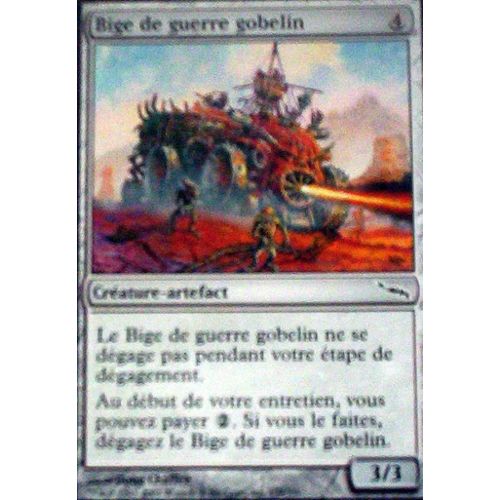 Bige de guerre gobelin 4
Créature-artefact
Le Bige de guerre gobelin ne se
dégage pas pendant votre étape de
dégagement.
Au début de votre entretien, vous
pouvez payer 2. Si vous le faites,
dégagez le Bige de guerre gobelin.
Doug Chaffee
3/3